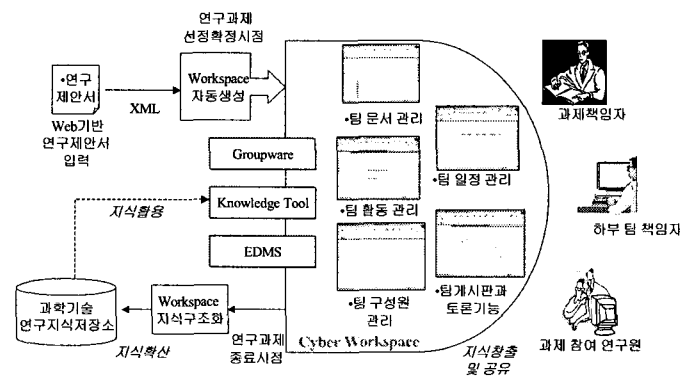 연구과제
선정확정시점
•연구
제안서
XML
Web기반
연구제안서
입력
Workspace
자동생성
Groupware
Knowledge Tool
EDMS
지식활용
과학기술
연구지식저장소
지식확산
Workspace
지식구조화
연구과제
종료시점
•팀 문서 관리
•팀 일정 관리
•팀 활동 관리
•팀 구성원
관리
•팀게시판과
토론기능
Cyber Workspace
지식창출
및 공유
과제책임자
하부 팀 책임자
과제 참여 연구원